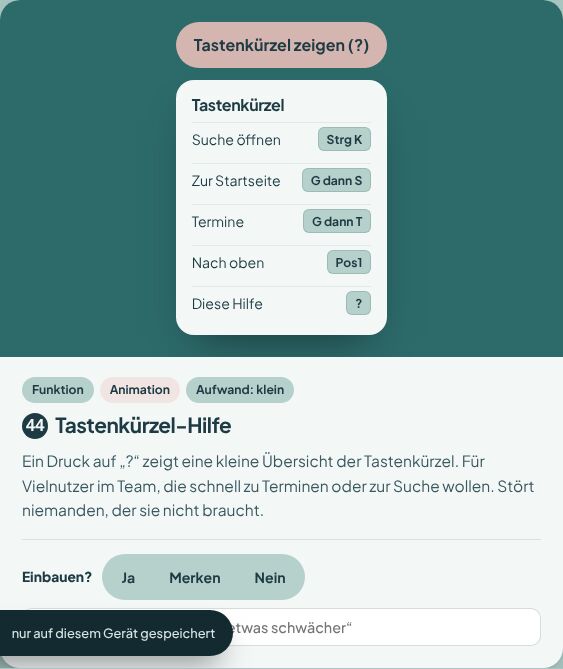 Tastenkürzel zeigen (?)
Tastenkürzel
Suche öffnen Strg K
Zur Startseite G dann S
Termine G dann T
Nach oben Pos1
Diese Hilfe ?
Funktion Animation Aufwand: klein
44 Tastenkürzel-Hilfe
Ein Druck auf „?“ zeigt eine kleine Übersicht der Tastenkürzel. Für
Vielnutzer im Team, die schnell zu Terminen oder zur Suche wollen. Stört
niemanden, der sie nicht braucht.
Einbauen? Ja Merken Nein
nur auf diesem Gerät gespeichert
etwas schwächer“